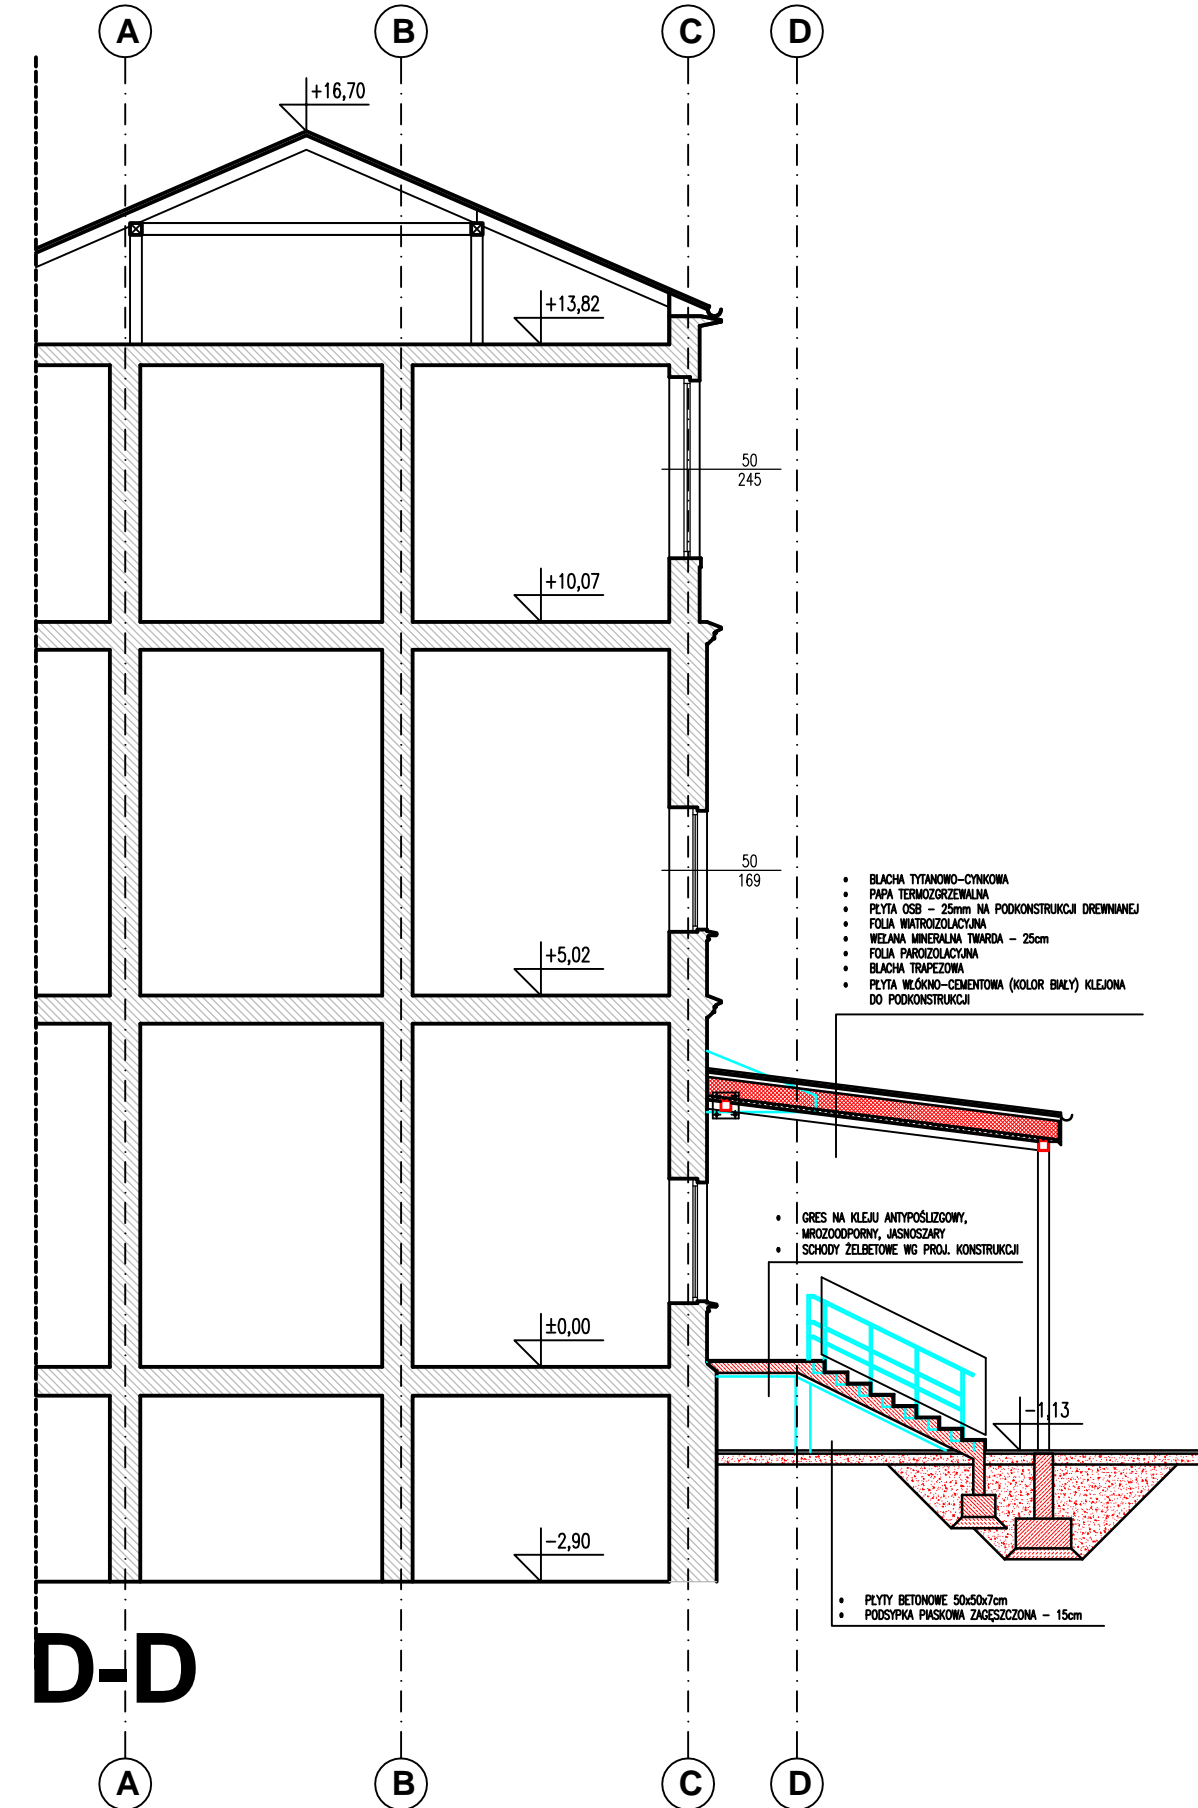 A B C D
+16,70
+13,82
50
245
+10,07
50
169
• BLACHA TYTANOWO-CYNKOWA
• PAPA TERMOZGRZEWALNA
• PŁYTA OSB - 25mm NA PODKONSTRUKCJI DREWNIANEJ
• FOLIA WIATROIZOLACYJNA
• WEŁANA MINERALNA TWARDA - 25cm
• FOLIA PAROIZOLACYJNA
• BLACHA TRAPEZOWA
• PŁYTA WŁÓKNO-CEMENTOWA (KOLOR BIAŁY) KLEJONA
DO PODKONSTRUKCJI
+5,02
• GRES NA KLEJU ANTYPOŚLIZGOWY,
MROZOODPORNY, JASNOSZARY
• SCHODY ŻELBETOWE WG PROJ. KONSTRUKCJI
±0,00
-1,13
-2,90
• PŁYTY BETONOWE 50x50x7cm
• PODSYPKA PIASKOWA ZAGĘSZCZONA - 15cm
D-D
A B C D